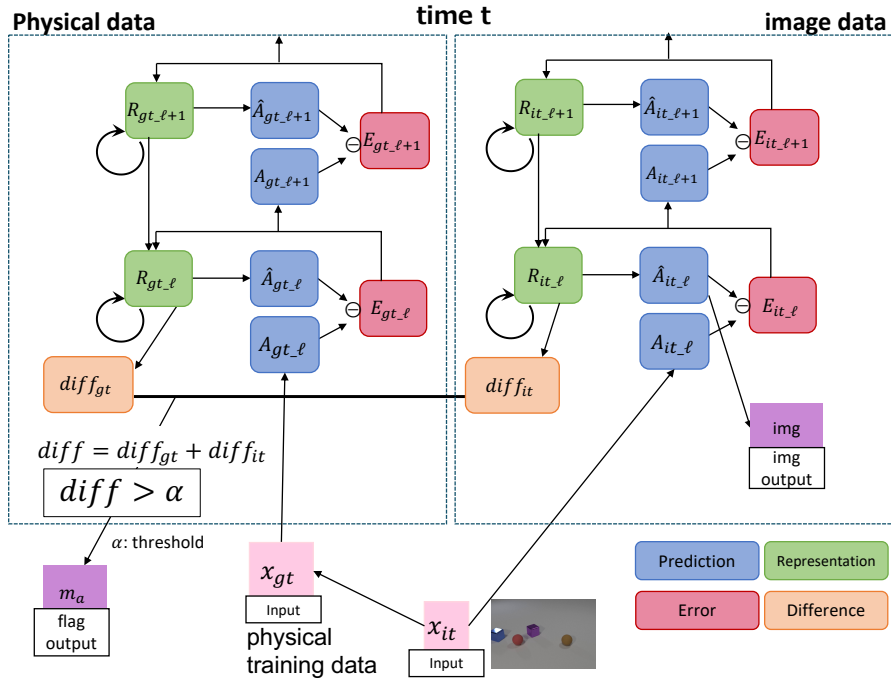 Physical data
time t
image data
R_{gt_ℓ+1}
Â_{gt_ℓ+1}
E_{gt_ℓ+1}
A_{gt_ℓ+1}
R_{gt_ℓ}
Â_{gt_ℓ}
E_{gt_ℓ}
A_{gt_ℓ}
diff_{gt}
R_{it_ℓ+1}
Â_{it_ℓ+1}
E_{it_ℓ+1}
A_{it_ℓ+1}
R_{it_ℓ}
Â_{it_ℓ}
E_{it_ℓ}
A_{it_ℓ}
diff_{it}
img
img
output
diff = diff_{gt} + diff_{it}
diff > α
α: threshold
m_a
flag
output
x_{gt}
Input
physical
training data
x_{it}
Input
Prediction
Representation
Error
Difference